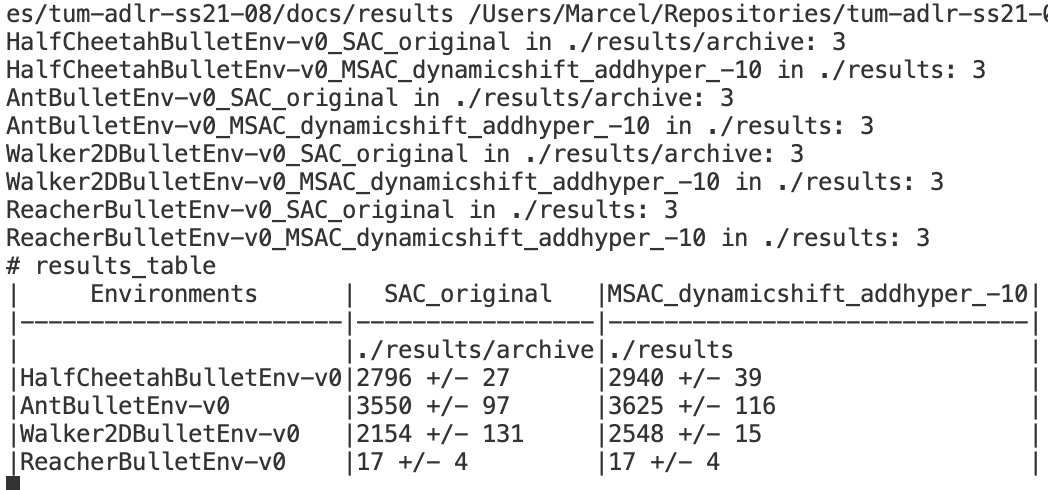 es/tum-adlr-ss21-08/docs/results /Users/Marcel/Repositories/tum-adlr-ss21-0
HalfCheetahBulletEnv-v0_SAC_original in ./results/archive: 3
HalfCheetahBulletEnv-v0_MSAC_dynamicshift_addhyper_-10 in ./results: 3
AntBulletEnv-v0_SAC_original in ./results/archive: 3
AntBulletEnv-v0_MSAC_dynamicshift_addhyper_-10 in ./results: 3
Walker2DBulletEnv-v0_SAC_original in ./results/archive: 3
Walker2DBulletEnv-v0_MSAC_dynamicshift_addhyper_-10 in ./results: 3
ReacherBulletEnv-v0_SAC_original in ./results: 3
ReacherBulletEnv-v0_MSAC_dynamicshift_addhyper_-10 in ./results: 3
# results_table
|     Environments      |  SAC_original   |MSAC_dynamicshift_addhyper_-10|
|-----------------------|-----------------|------------------------------|
|                       |./results/archive|./results                     |
|HalfCheetahBulletEnv-v0|2796 +/- 27      |2940 +/- 39                   |
|AntBulletEnv-v0        |3550 +/- 97      |3625 +/- 116                  |
|Walker2DBulletEnv-v0   |2154 +/- 131     |2548 +/- 15                   |
|ReacherBulletEnv-v0    |17 +/- 4         |17 +/- 4                      |